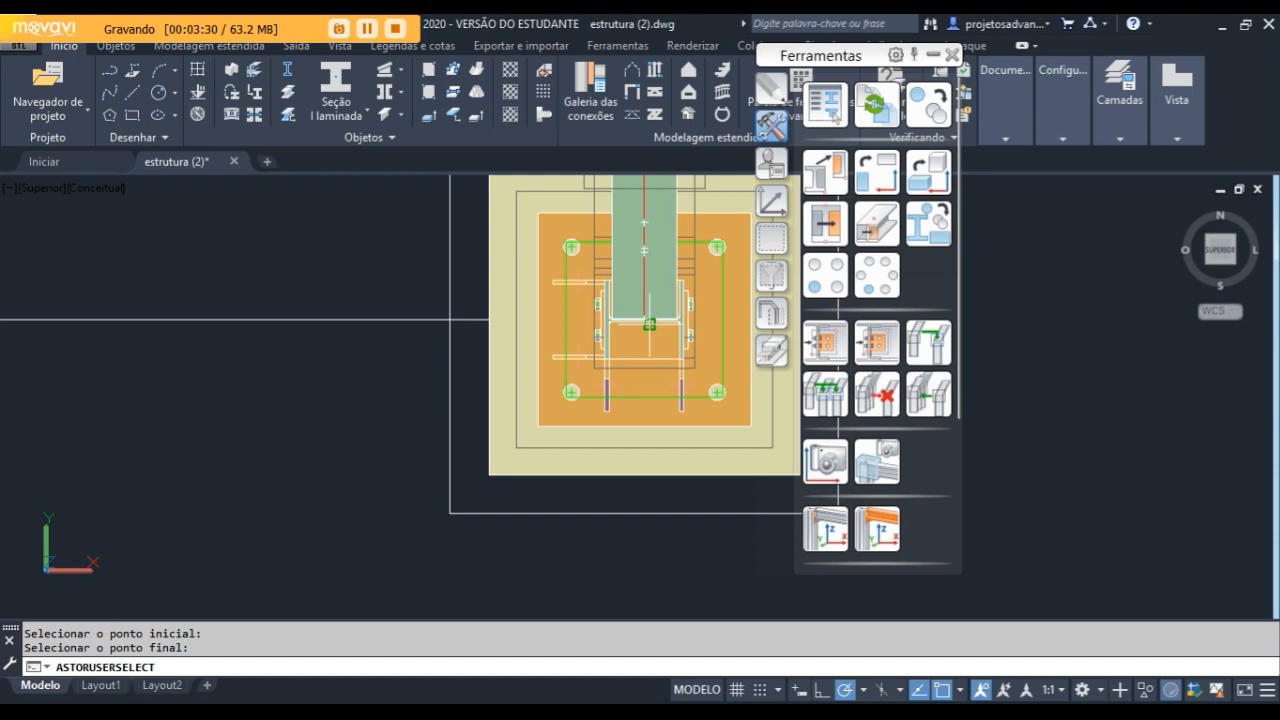 movavi
Gravando [00:03:30 / 63.2 MB]
2020 - VERSÃO DO ESTUDANTE estrutura (2).dwg
Digite palavra-chave ou frase
projetosadvan...
STL
Início
Objetos
Modelagem estendida
Saída
Vista
Legendas e cotas
Exportar e importar
Ferramentas
Renderizar
Ferramentas
Navegador de
projeto
Seção
I laminada
Galeria das
conexões
Docume...
Configu...
Camadas
Vista
Projeto
Desenhar
Objetos
Verificando
Iniciar
estrutura (2)*
[−][Superior][Conceitual]
N
O
SUPERIOR
L
S
WCS
Y
X
Selecionar o ponto inicial:
Selecionar o ponto final:
ASTORUSERSELECT
Modelo
Layout1
Layout2
MODELO
1:1